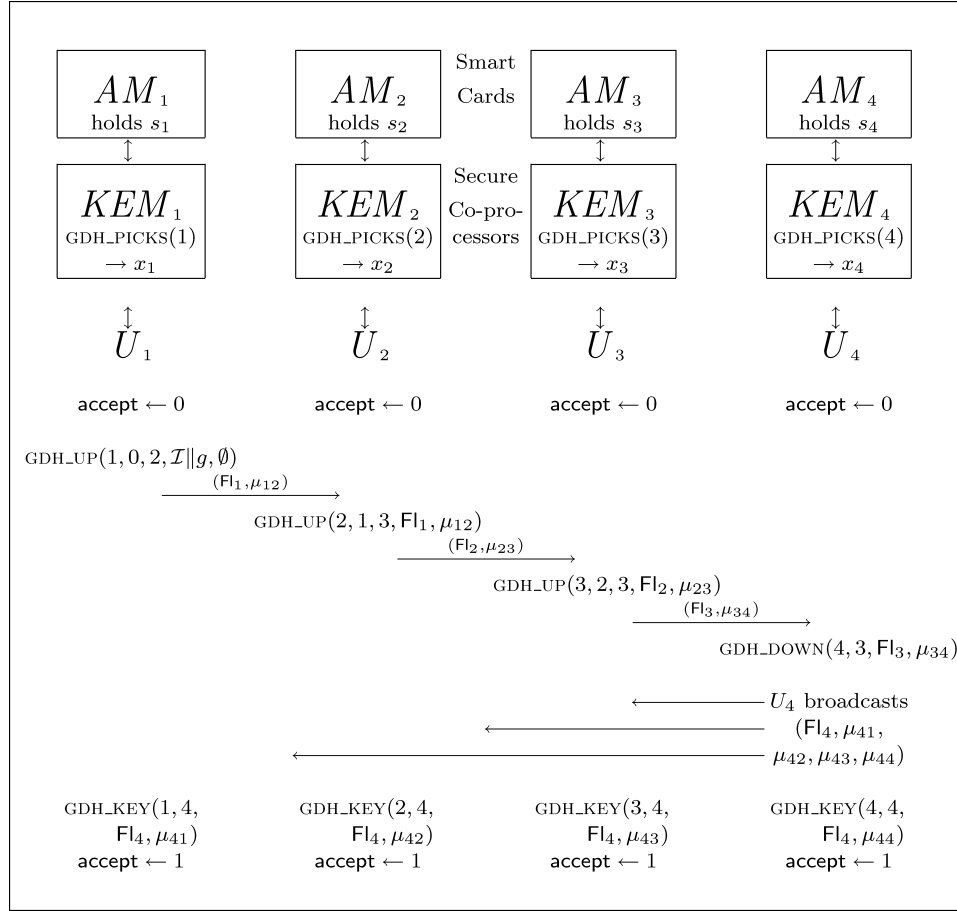 AM₁ AM₂ Smart AM₃ AM₄
holds s₁ holds s₂ Cards holds s₃ holds s₄
KEM₁ KEM₂ Secure KEM₃ KEM₄
GDH_PICKS(1) GDH_PICKS(2) Co-pro- GDH_PICKS(3) GDH_PICKS(4)
→ x₁ → x₂ cessors → x₃ → x₄
U₁ U₂ U₃ U₄
accept ← 0 accept ← 0 accept ← 0 accept ← 0
GDH_UP(1, 0, 2, 𝓘||g, ∅)
(Fl₁,μ₁₂)
GDH_UP(2, 1, 3, Fl₁, μ₁₂)
(Fl₂,μ₂₃)
GDH_UP(3, 2, 3, Fl₂, μ₂₃)
(Fl₃,μ₃₄)
GDH_DOWN(4, 3, Fl₃, μ₃₄)
U₄ broadcasts
(Fl₄, μ₄₁,
μ₄₂, μ₄₃, μ₄₄)
GDH_KEY(1, 4, GDH_KEY(2, 4, GDH_KEY(3, 4, GDH_KEY(4, 4,
Fl₄, μ₄₁) Fl₄, μ₄₂) Fl₄, μ₄₃) Fl₄, μ₄₄)
accept ← 1 accept ← 1 accept ← 1 accept ← 1